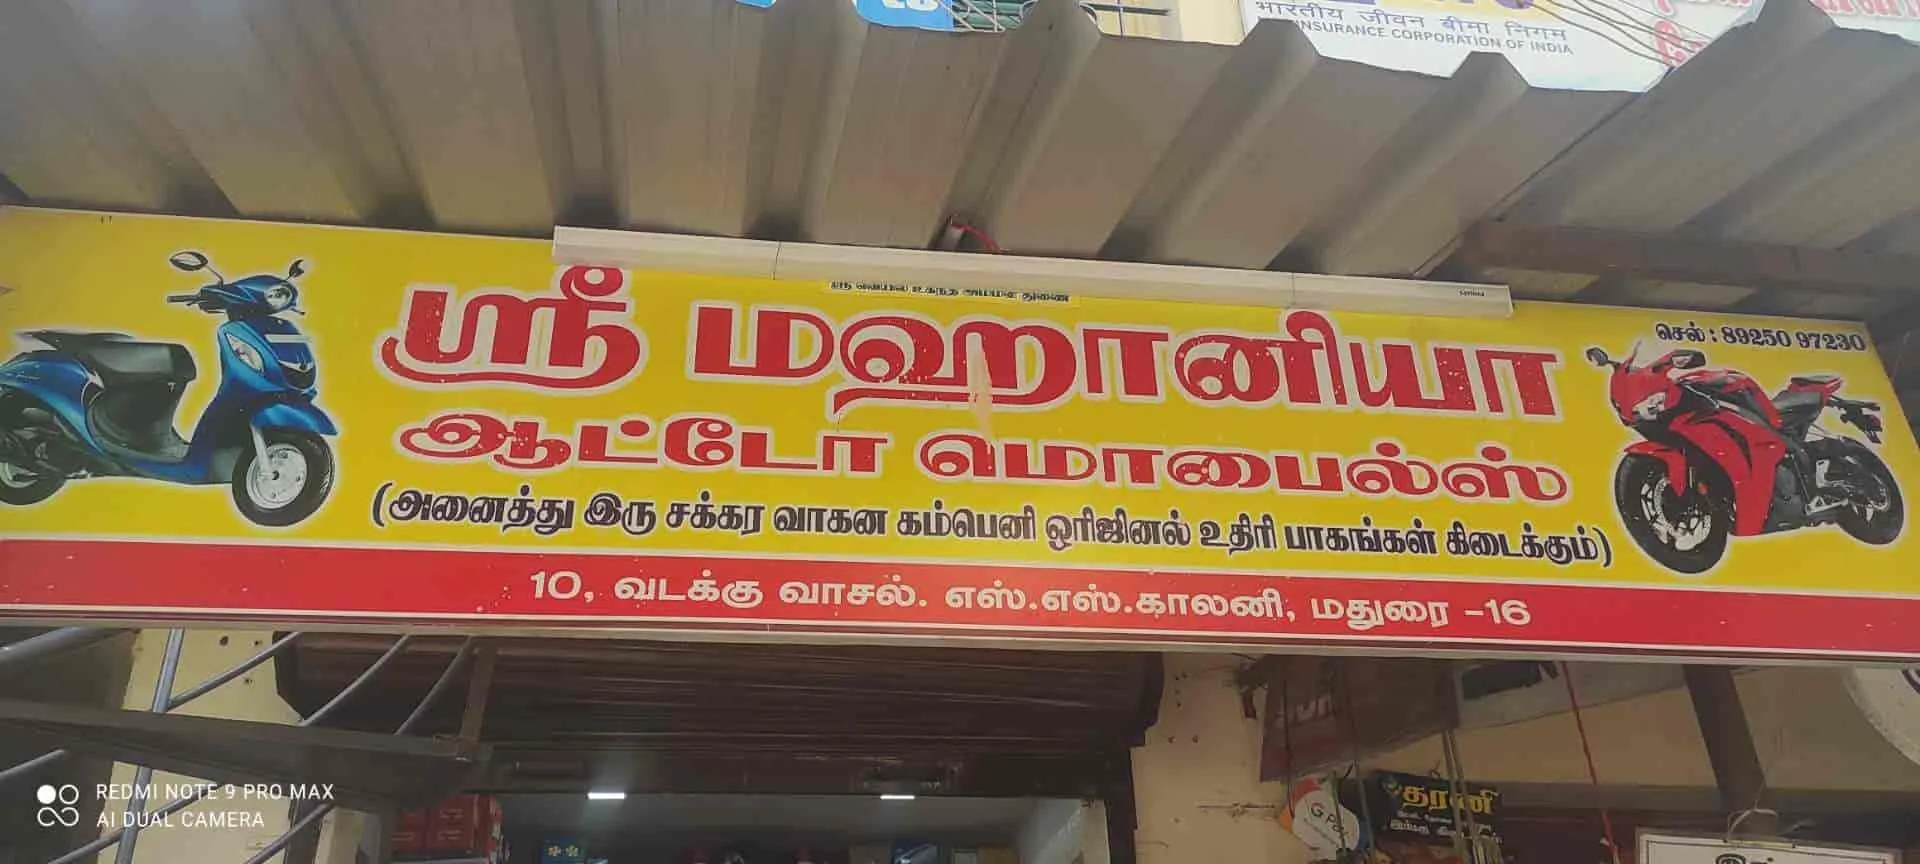 भारतीय जीवन बीमा निगम
INSURANCE CORPORATION OF INDIA
செல் : 89250 97230
ஸ்ரீ மஹானியா
ஆட்டோ மொபைல்ஸ்
(அனைத்து இரு சக்கர வாகன கம்பெனி ஒரிஜினல் உதிரி பாகங்கள் கிடைக்கும்)
10, வடக்கு வாசல். எஸ்.எஸ்.காலனி, மதுரை -16
தரணி
G Pay
REDMI NOTE 9 PRO MAX
AI DUAL CAMERA